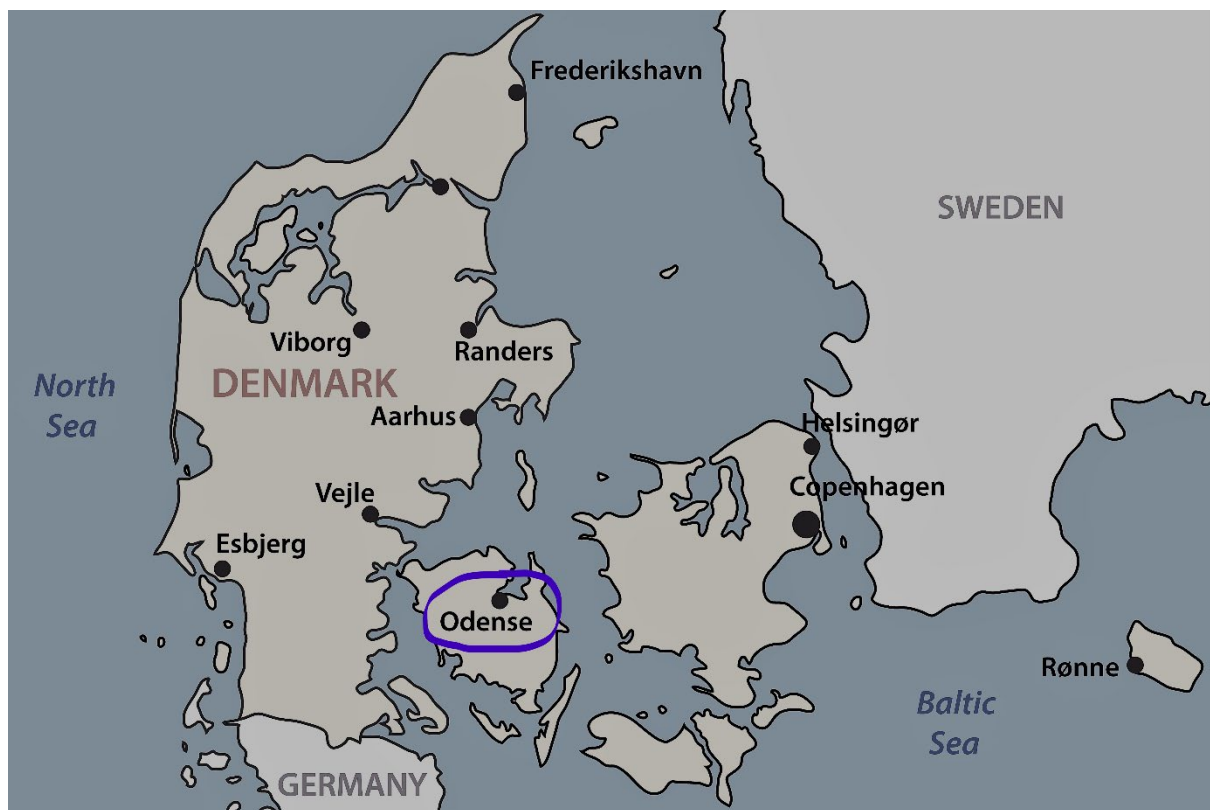 Frederikshavn
SWEDEN
Viborg
Randers
DENMARK
North
Sea
Aarhus
Helsingør
Vejle
Copenhagen
Esbjerg
Odense
Rønne
Baltic
Sea
GERMANY